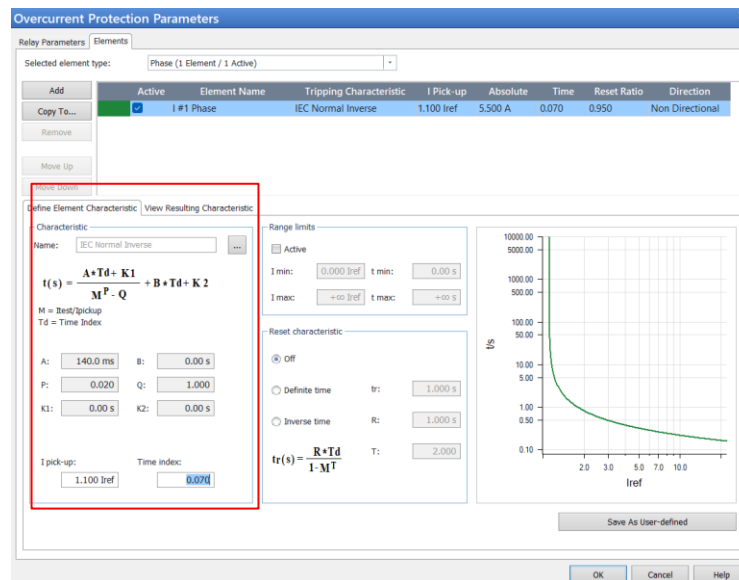 Overcurrent Protection Parameters
Relay Parameters Elements
Selected element type: Phase (1 Element / 1 Active)
Add
Copy To...
Remove
Move Up
Move Down
Active Element Name Tripping Characteristic I Pick-up Absolute Time Reset Ratio Direction
I #1 Phase IEC Normal Inverse 1.100 Iref 5.500 A 0.070 0.950 Non Directional
Define Element Characteristic View Resulting Characteristic
Characteristic
Name: IEC Normal Inverse ...
t(s) = A*Td+ K1 / M^P - Q + B*Td+ K 2
M = Itest/Ipickup
Td = Time Index
A: 140.0 ms B: 0.00 s
P: 0.020 Q: 1.000
K1: 0.00 s K2: 0.00 s
I pick-up: Time index:
1.100 Iref 0.070
Range limits
Active
I min: 0.000 Iref t min: 0.00 s
I max: +∞ Iref t max: +∞ s
Reset characteristic
Off
Definite time tr: 1.000 s
Inverse time R: 1.000 s
tr(s) = R*Td / 1-M^T T: 2.000
t/s
10000.00
5000.00
1000.00
500.00
100.00
50.00
10.00
5.00
1.00
0.50
0.10
2.0 3.0 5.0 7.0 10.0
Iref
Save As User-defined
OK Cancel Help